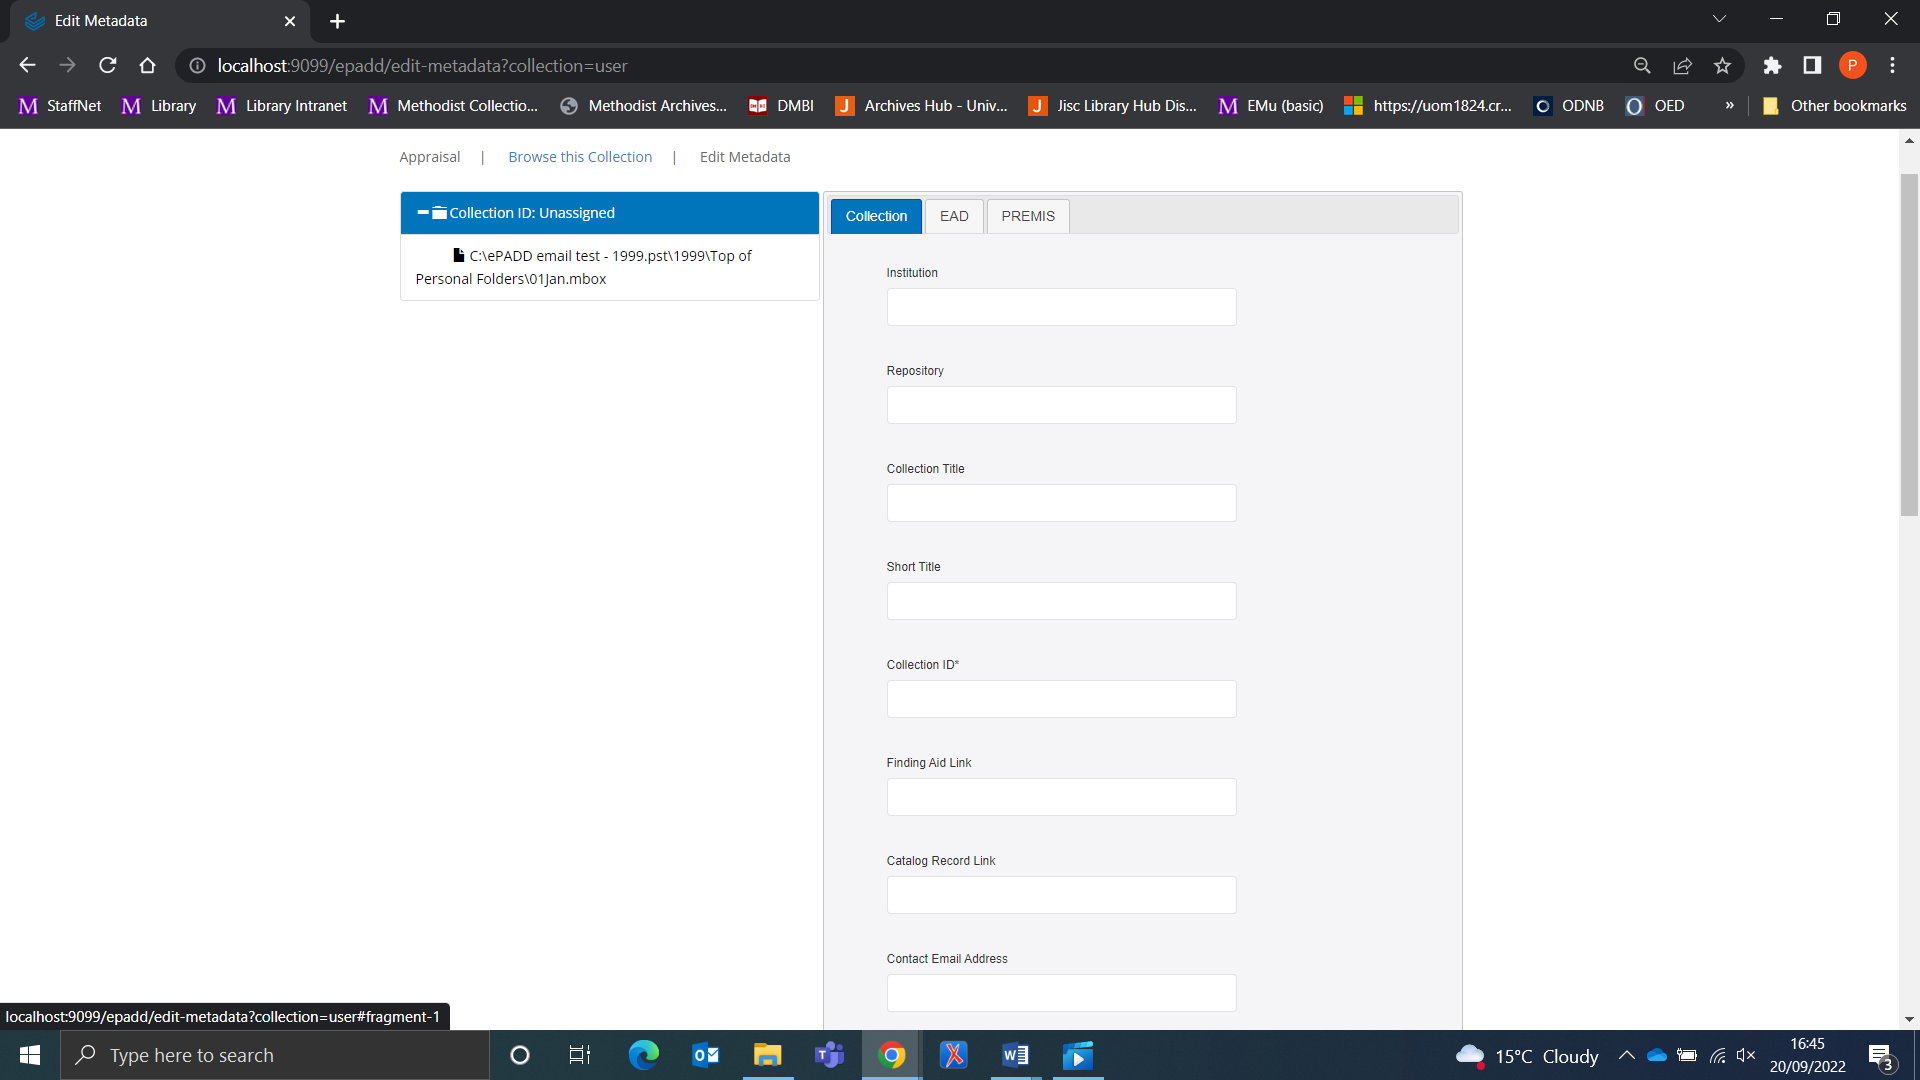 Edit Metadata
localhost:9099/epadd/edit-metadata?collection=user
P
StaffNet
Library
Library Intranet
Methodist Collectio...
Methodist Archives...
DMBI
Archives Hub - Univ...
Jisc Library Hub Dis...
EMu (basic)
https://uom1824.cr...
ODNB
OED
»
Other bookmarks
Appraisal | Browse this Collection | Edit Metadata
Collection ID: Unassigned
C:\ePADD email test - 1999.pst\1999\Top of
Personal Folders\01Jan.mbox
Collection
EAD
PREMIS
Institution
Repository
Collection Title
Short Title
Collection ID*
Finding Aid Link
Catalog Record Link
Contact Email Address
localhost:9099/epadd/edit-metadata?collection=user#fragment-1
Type here to search
15°C Cloudy
16:45
20/09/2022
3